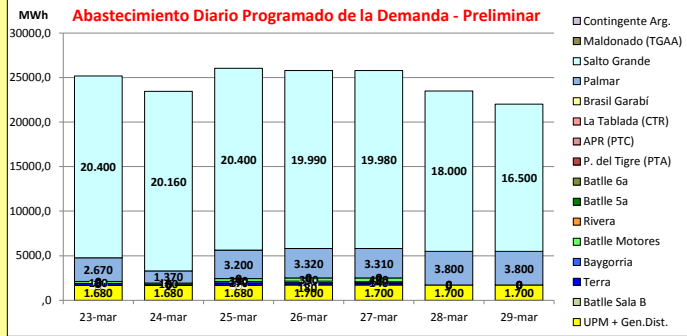 MWh Abastecimiento Diario Programado de la Demanda - Preliminar
30000,0
25000,0
20000,0
15000,0
10000,0
5000,0
,0
20.400 20.160 20.400 19.990 19.980 18.000 16.500
2.670 1.370 3.200 3.320 3.310 3.800 3.800
1.680 1.680 1.680 1.700 1.700 1.700 1.700
23-mar 24-mar 25-mar 26-mar 27-mar 28-mar 29-mar
Contingente Arg.
Maldonado (TGAA)
Salto Grande
Palmar
Brasil Garabí
La Tablada (CTR)
APR (PTC)
P. del Tigre (PTA)
Batlle 6a
Batlle 5a
Rivera
Batlle Motores
Baygorria
Terra
Batlle Sala B
UPM + Gen.Dist.